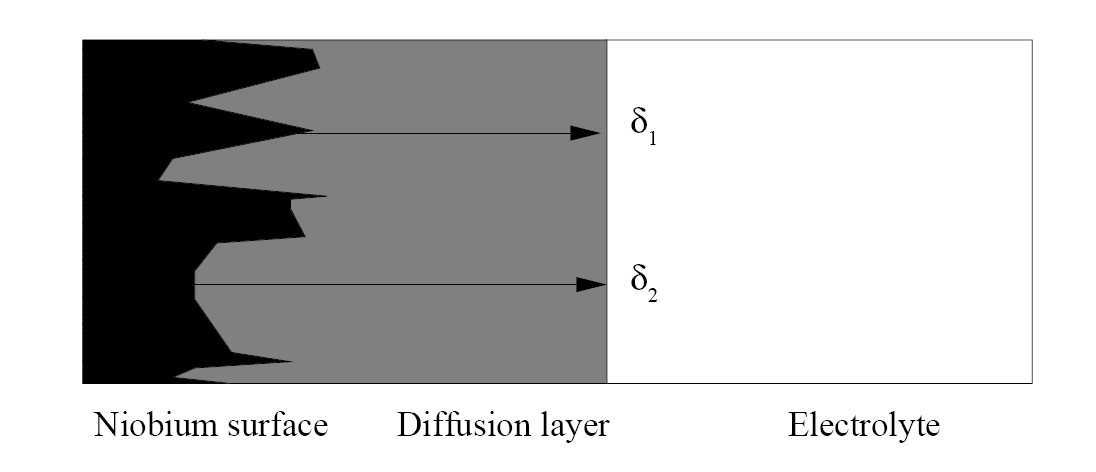 δ1
δ2
Niobium surface
Diffusion layer
Electrolyte